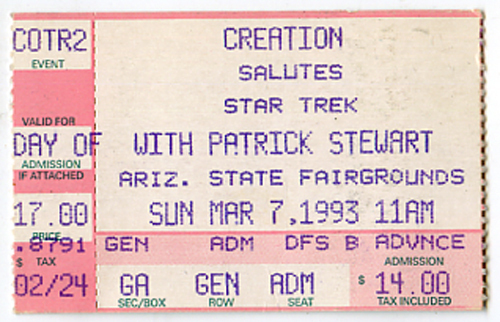 COTR2
EVENT
VALID FOR
DAY OF
ADMISSION
IF ATTACHED
17.00
PRICE
.8791
$ TAX
02/24
CREATION
SALUTES
STAR TREK
WITH PATRICK STEWART
ARIZ. STATE FAIRGROUNDS
SUN MAR 7,1993 11AM
GEN ADM DFS B ADVNCE
ADMISSION
GA GEN ADM $ 14.00
SEC/BOX ROW SEAT TAX INCLUDED